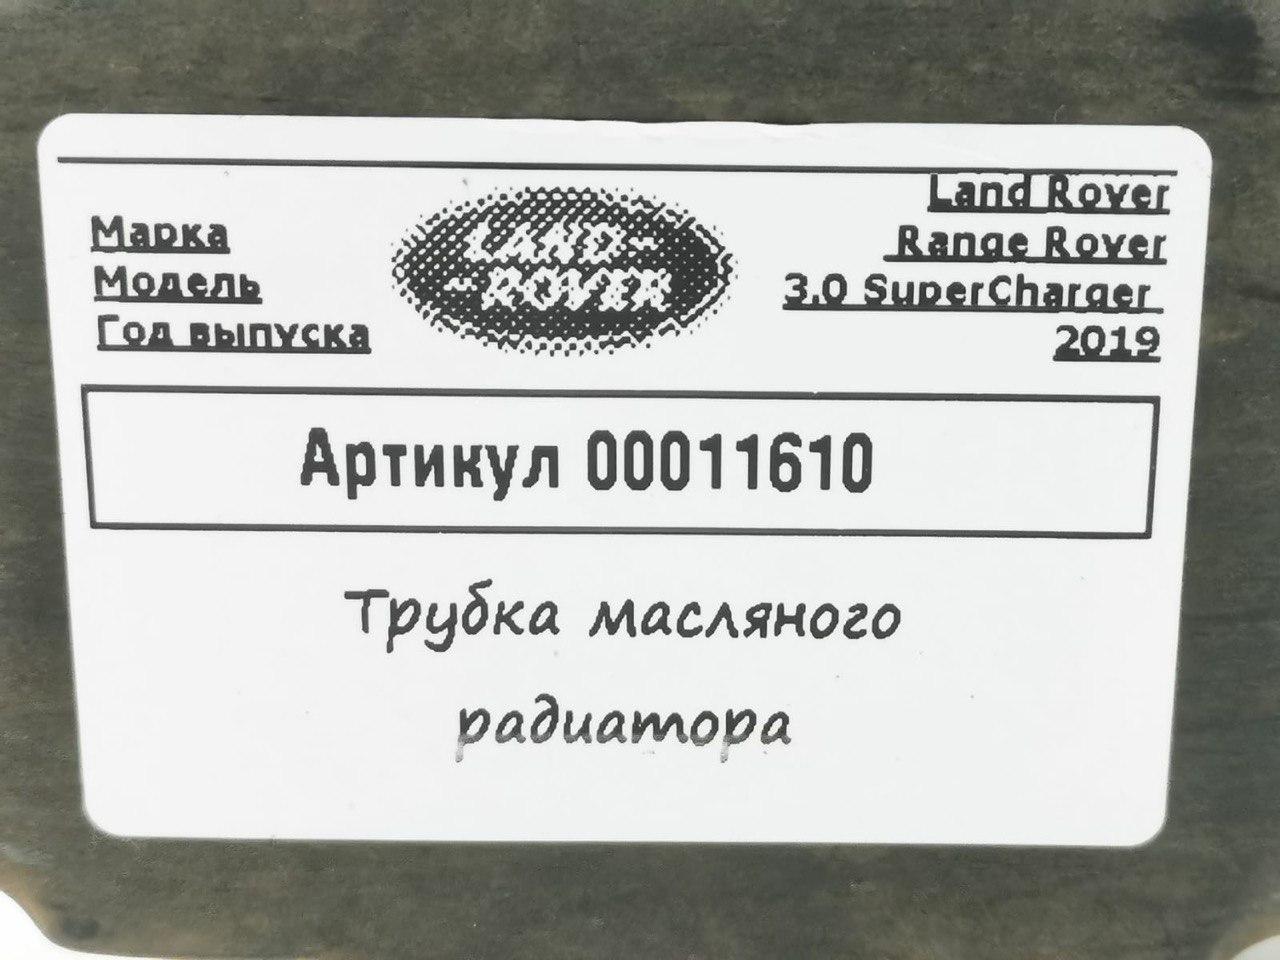 Марка
Модель
Год выпуска
LAND-
-ROVER
Land Rover
Range Rover
3.0 SuperCharger
2019
Артикул 00011610
Трубка масляного
радиатора